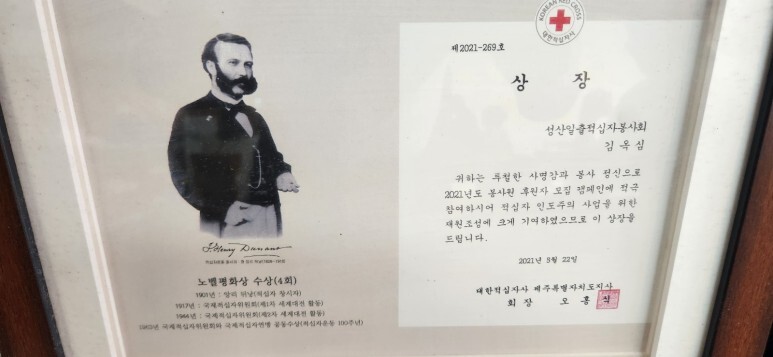 KOREAN RED CROSS
대한적십자사
제2021-269호
상 장
성산일출적십자봉사회
김옥심
귀하는 투철한 사명감과 봉사 정신으로
2021년도 봉사원 후원자 모집 캠페인에 적극
참여하시어 적십자 인도주의 사업을 위한
재원조성에 크게 기여하였으므로 이 상장을
드립니다.
2021년 9월 22일
대한적십자사 제주특별자치도지사
회 장 오 홍
J. Henry Dunant
노벨평화상 수상(4회)
1901년 : 앙리 뒤낭(적십자 창시자)
1917년 : 국제적십자위원회(제1차 세계대전 활동)
1944년 : 국제적십자위원회(제2차 세계대전 활동)
1963년 국제적십자위원회와 국제적십자연맹 공동수상(적십자운동 100주년)